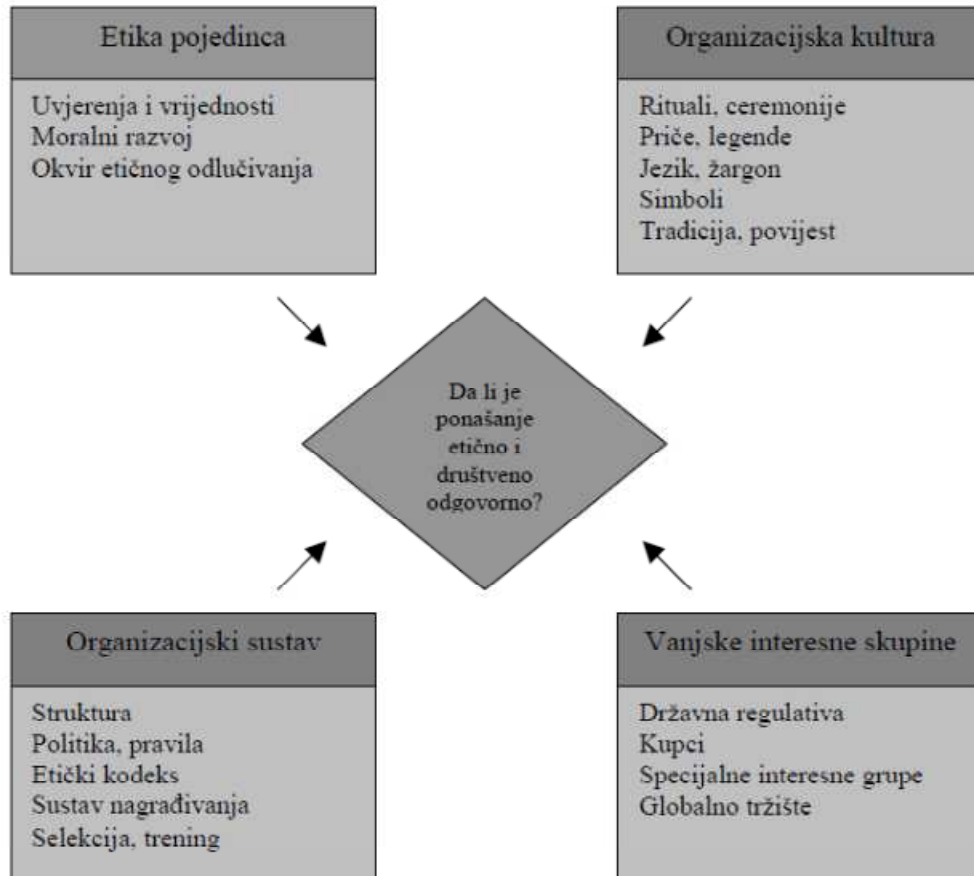 Etika pojedinca
Uvjerenja i vrijednosti
Moralni razvoj
Okvir etičnog odlučivanja
Organizacijska kultura
Rituali, ceremonije
Priče, legende
Jezik, žargon
Simboli
Tradicija, povijest
Da li je
ponašanje
etično i
društveno
odgovorno?
Organizacijski sustav
Struktura
Politika, pravila
Etički kodeks
Sustav nagrađivanja
Selekcija, trening
Vanjske interesne skupine
Državna regulativa
Kupci
Specijalne interesne grupe
Globalno tržište